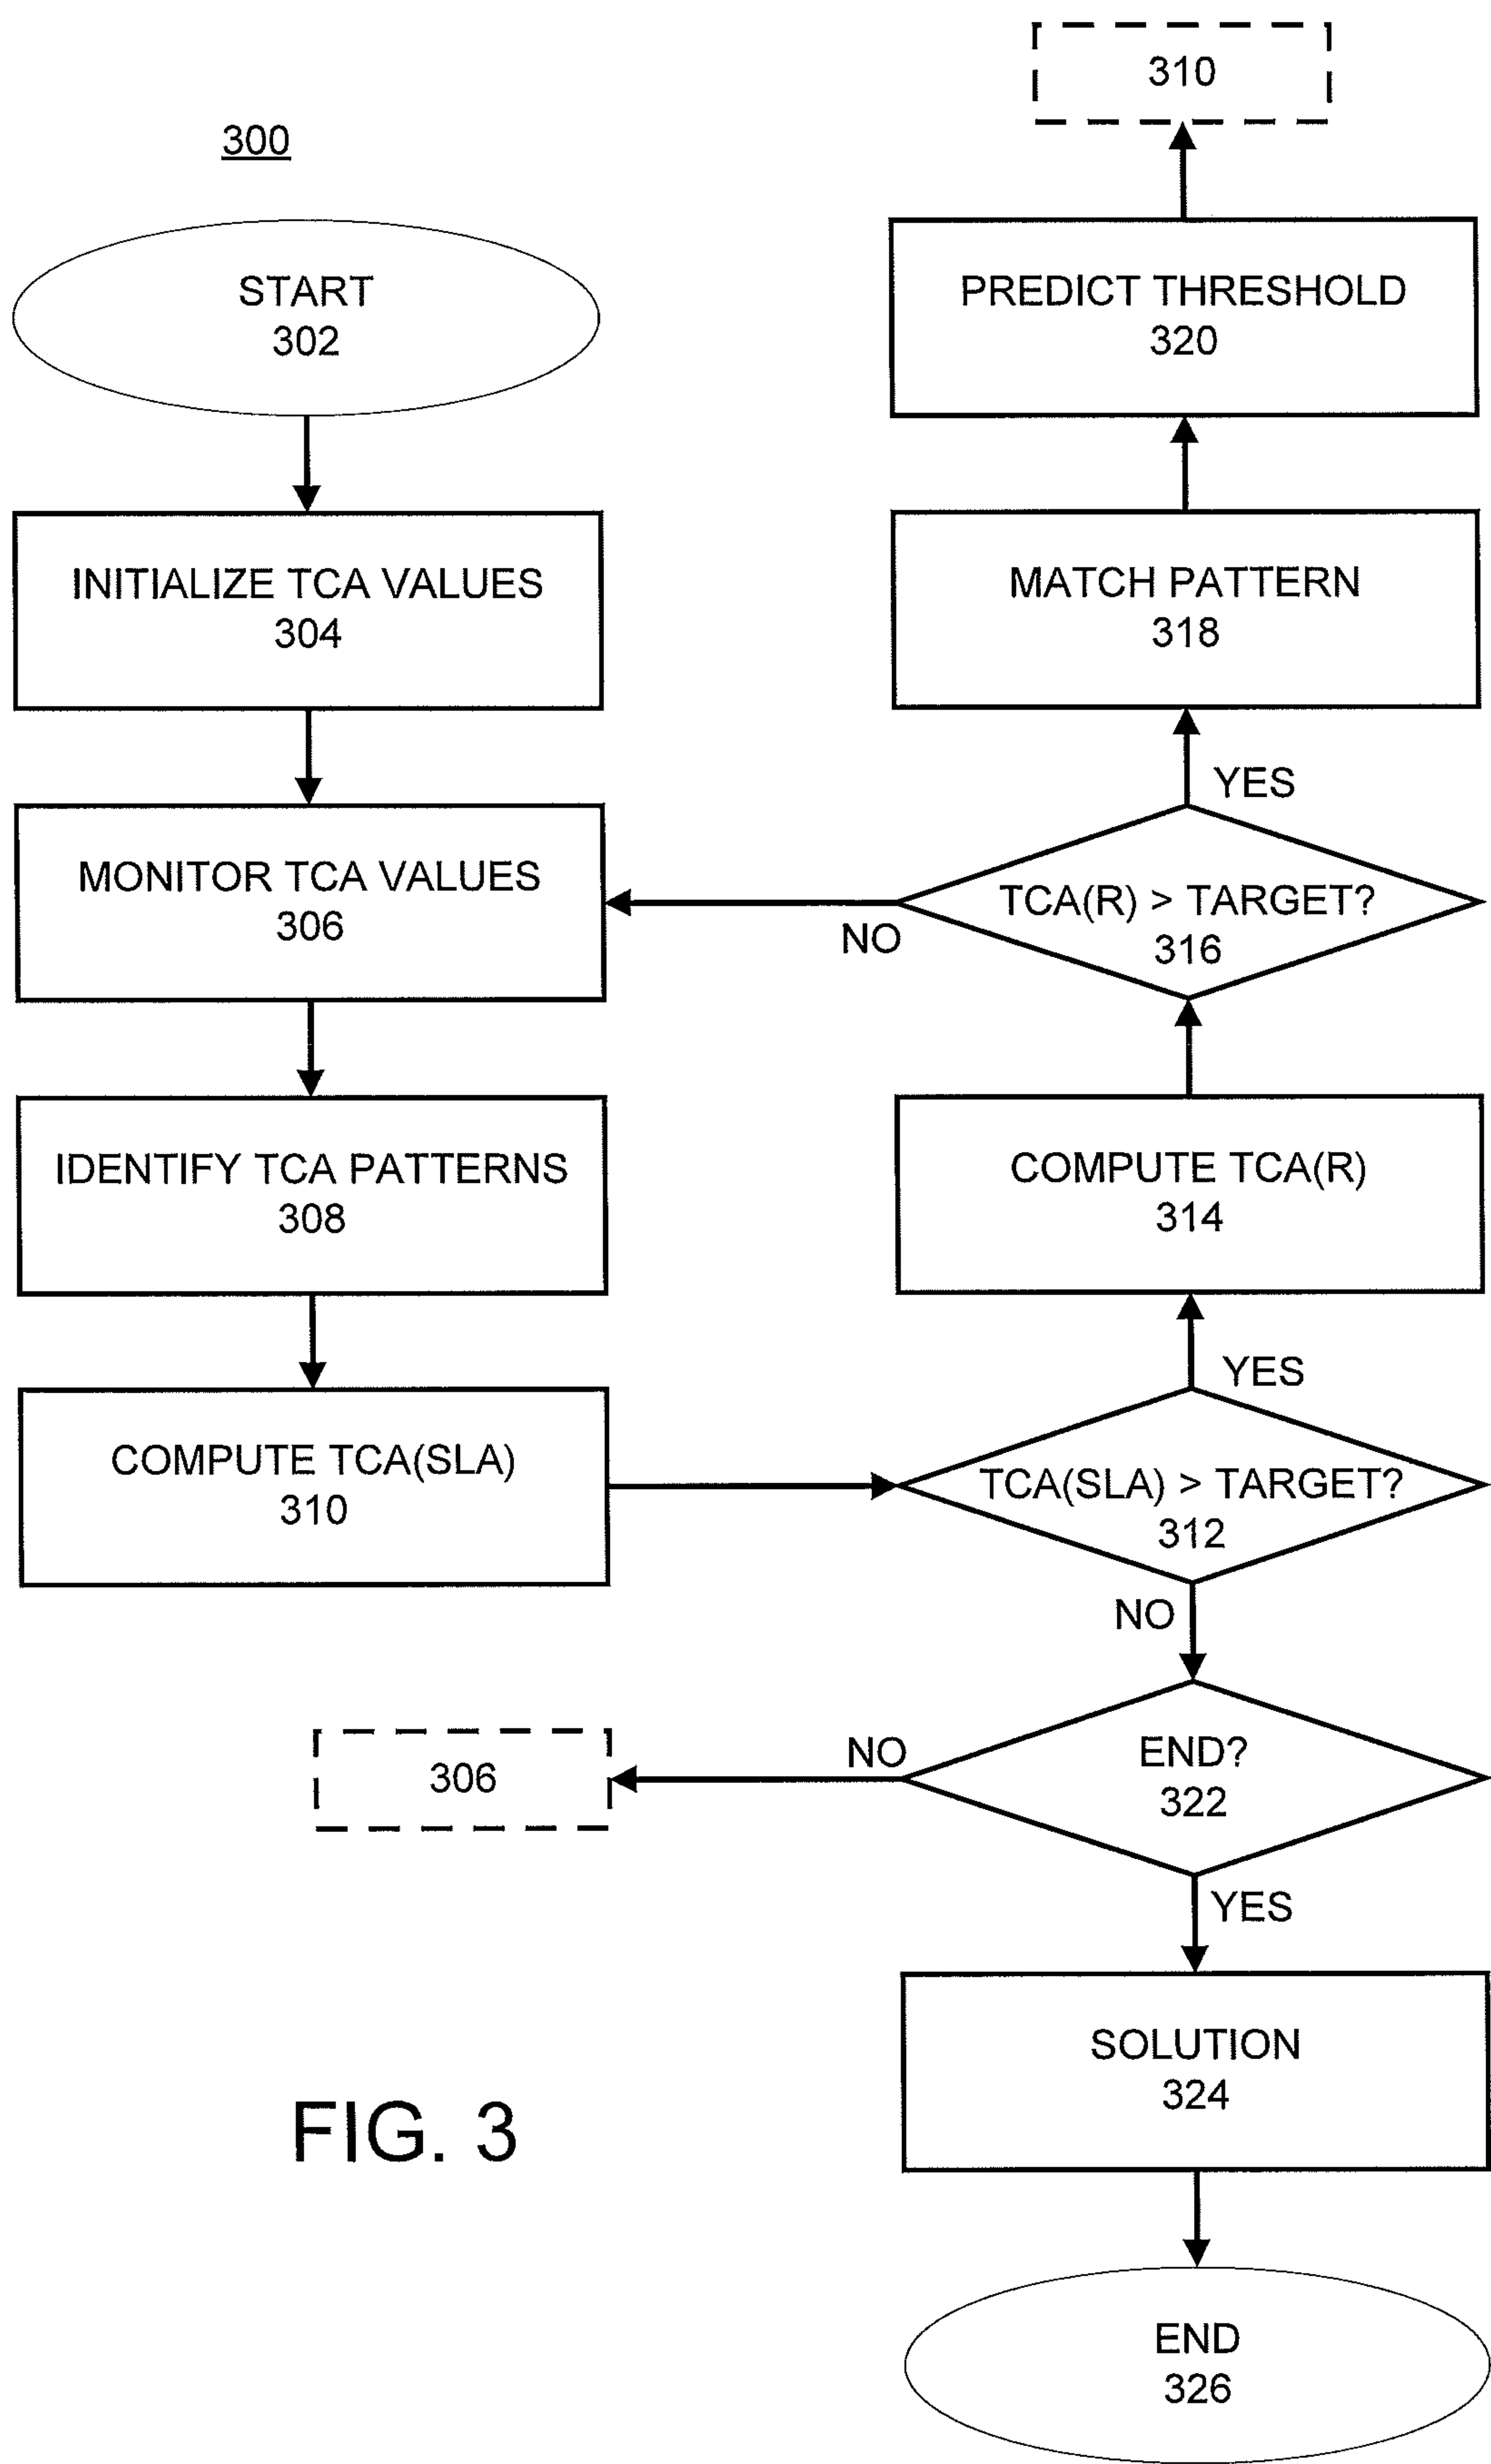 300
START
302
INITIALIZE TCA VALUES
304
MONITOR TCA VALUES
306
IDENTIFY TCA PATTERNS
308
COMPUTE TCA(SLA)
310
310
PREDICT THRESHOLD
320
MATCH PATTERN
318
YES
TCA(R) > TARGET?
316
NO
COMPUTE TCA(R)
314
YES
TCA(SLA) > TARGET?
312
NO
END?
322
NO
306
YES
SOLUTION
324
END
326
FIG. 3